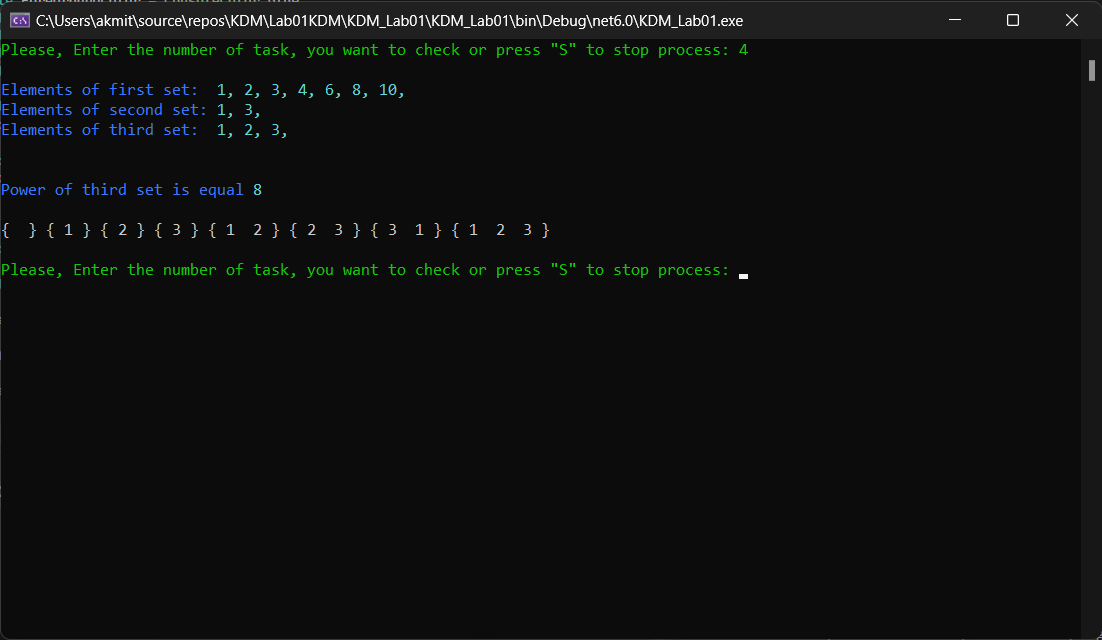 C:\Users\akmit\source\repos\KDM\Lab01KDM\KDM_Lab01\KDM_Lab01\bin\Debug\net6.0\KDM_Lab01.exe
Please, Enter the number of task, you want to check or press "S" to stop process: 4
Elements of first set:  1, 2, 3, 4, 6, 8, 10,
Elements of second set: 1, 3,
Elements of third set:  1, 2, 3,
Power of third set is equal 8
{  } { 1 } { 2 } { 3 } { 1  2 } { 2  3 } { 3  1 } { 1  2  3 }
Please, Enter the number of task, you want to check or press "S" to stop process: